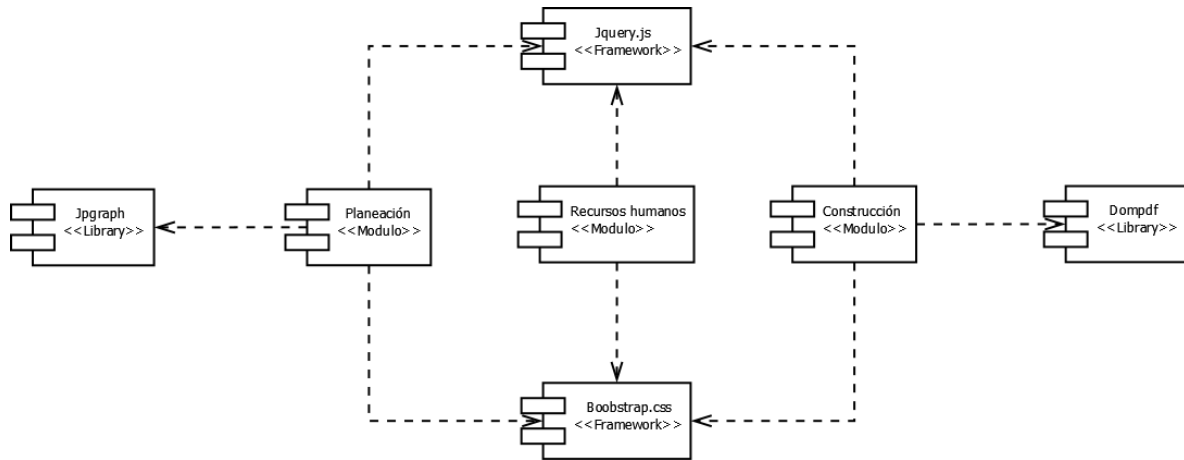 Jquery.js
<<Framework>>
Jpgraph
<<Library>>
Planeación
<<Modulo>>
Recursos humanos
<<Modulo>>
Construcción
<<Modulo>>
Dompdf
<<Library>>
Boobstrap.css
<<Framework>>